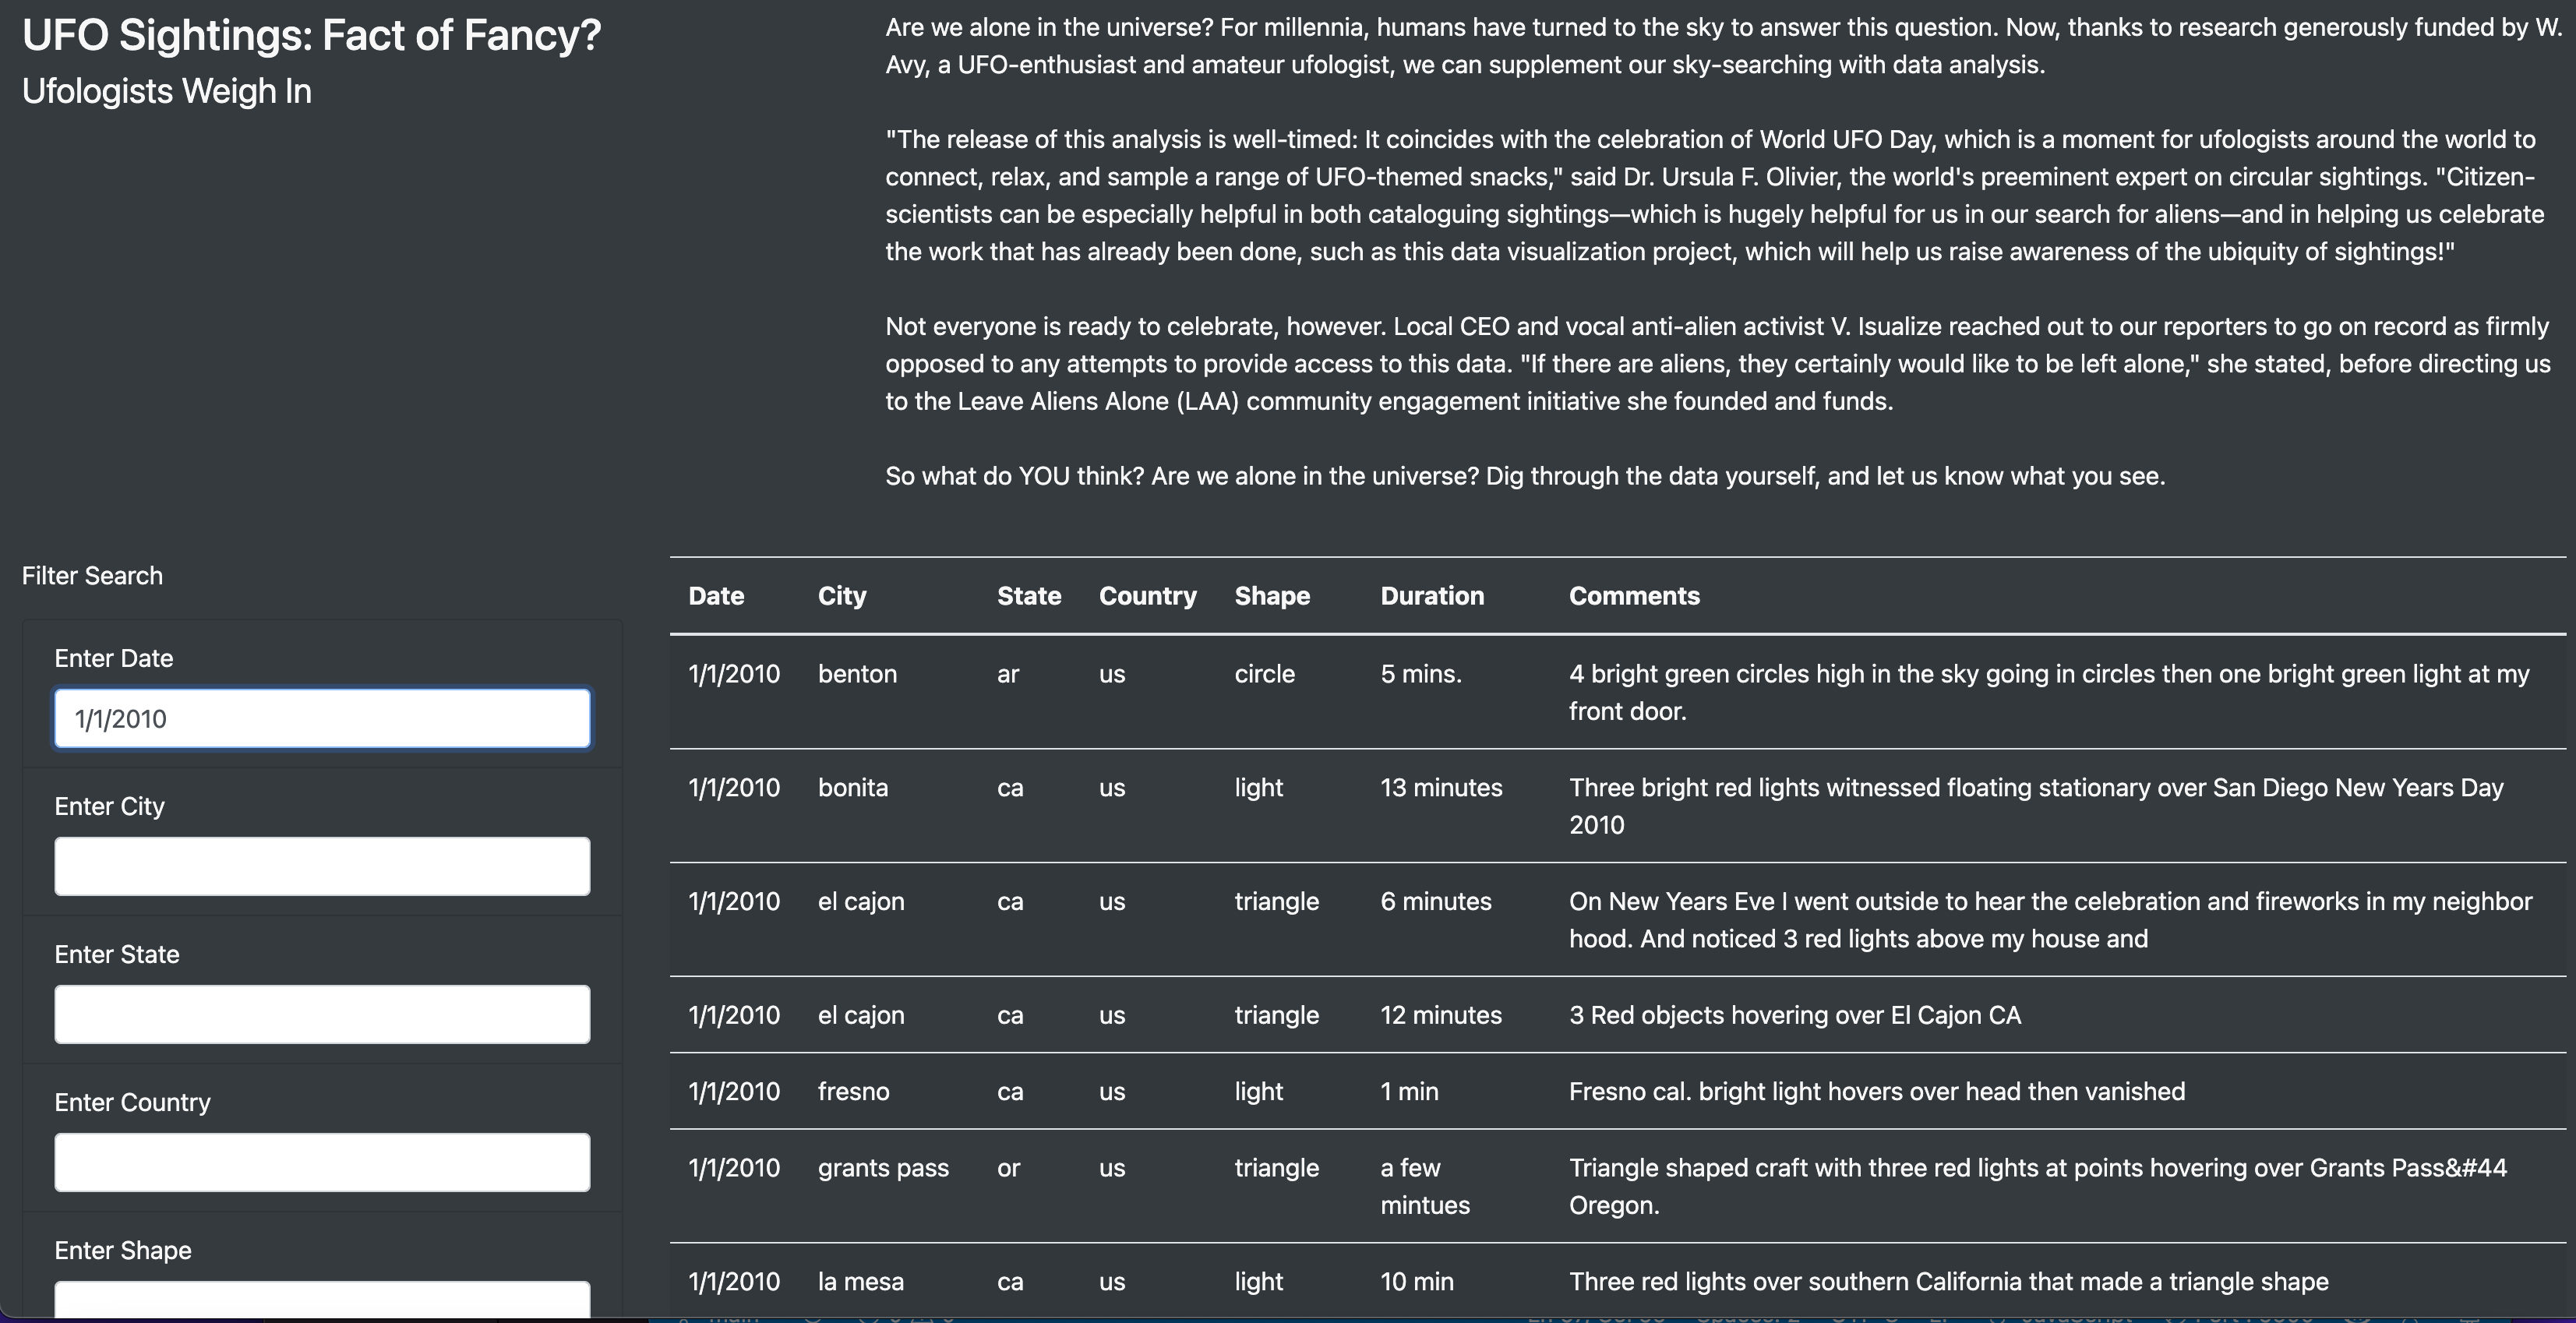 UFO Sightings: Fact of Fancy?
Ufologists Weigh In
Are we alone in the universe? For millennia, humans have turned to the sky to answer this question. Now, thanks to research generously funded by W.
Avy, a UFO-enthusiast and amateur ufologist, we can supplement our sky-searching with data analysis.
"The release of this analysis is well-timed: It coincides with the celebration of World UFO Day, which is a moment for ufologists around the world to
connect, relax, and sample a range of UFO-themed snacks," said Dr. Ursula F. Olivier, the world's preeminent expert on circular sightings. "Citizen-
scientists can be especially helpful in both cataloguing sightings—which is hugely helpful for us in our search for aliens—and in helping us celebrate
the work that has already been done, such as this data visualization project, which will help us raise awareness of the ubiquity of sightings!"
Not everyone is ready to celebrate, however. Local CEO and vocal anti-alien activist V. Isualize reached out to our reporters to go on record as firmly
opposed to any attempts to provide access to this data. "If there are aliens, they certainly would like to be left alone," she stated, before directing us
to the Leave Aliens Alone (LAA) community engagement initiative she founded and funds.
So what do YOU think? Are we alone in the universe? Dig through the data yourself, and let us know what you see.
Filter Search
Enter Date
1/1/2010
Enter City
Enter State
Enter Country
Enter Shape
Date City State Country Shape Duration Comments
1/1/2010 benton ar us circle 5 mins. 4 bright green circles high in the sky going in circles then one bright green light at my
front door.
1/1/2010 bonita ca us light 13 minutes Three bright red lights witnessed floating stationary over San Diego New Years Day
2010
1/1/2010 el cajon ca us triangle 6 minutes On New Years Eve I went outside to hear the celebration and fireworks in my neighbor
hood. And noticed 3 red lights above my house and
1/1/2010 el cajon ca us triangle 12 minutes 3 Red objects hovering over El Cajon CA
1/1/2010 fresno ca us light 1 min Fresno cal. bright light hovers over head then vanished
1/1/2010 grants pass or us triangle a few Triangle shaped craft with three red lights at points hovering over Grants Pass&#44
mintues Oregon.
1/1/2010 la mesa ca us light 10 min Three red lights over southern California that made a triangle shape